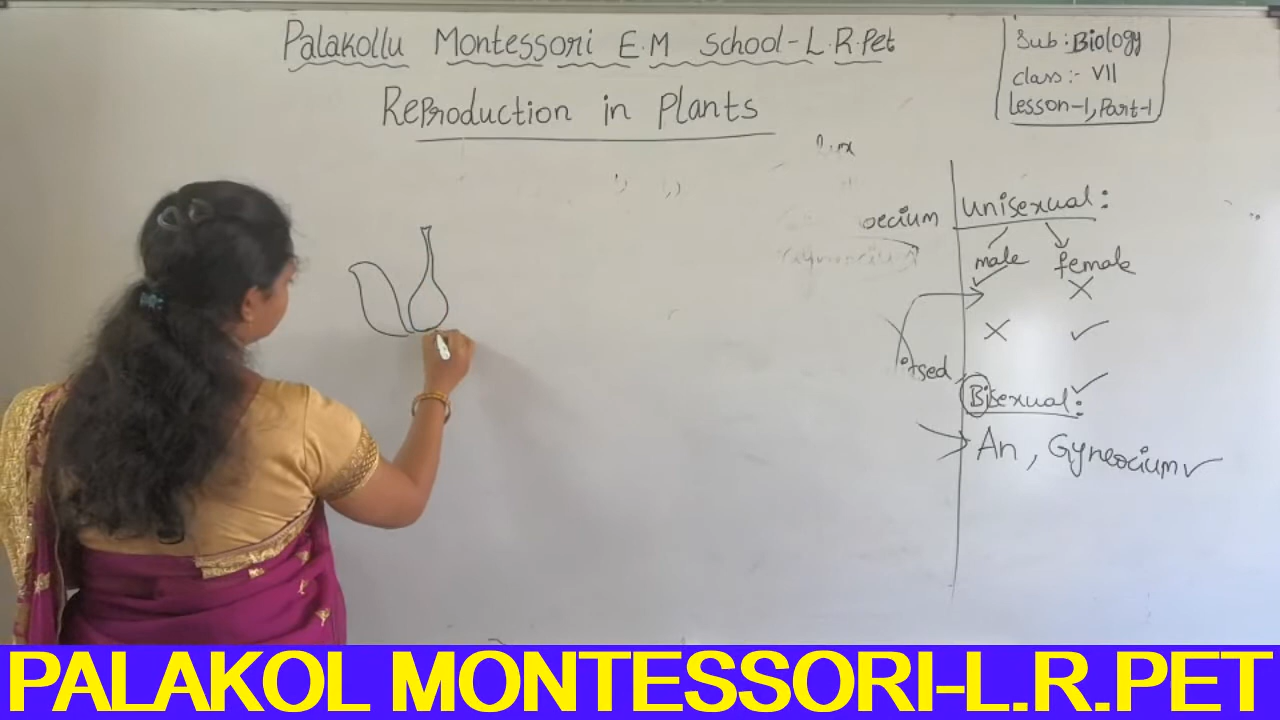 Palakollu Montessori E.M School-L.R.Pet
Reproduction in Plants
Sub: Biology
class:- VII
Lesson-1, Part-1
oecium
Unisexual:
male female
itsed
Bisexual:
An, Gyneocium
PALAKOL MONTESSORI-L.R.PET